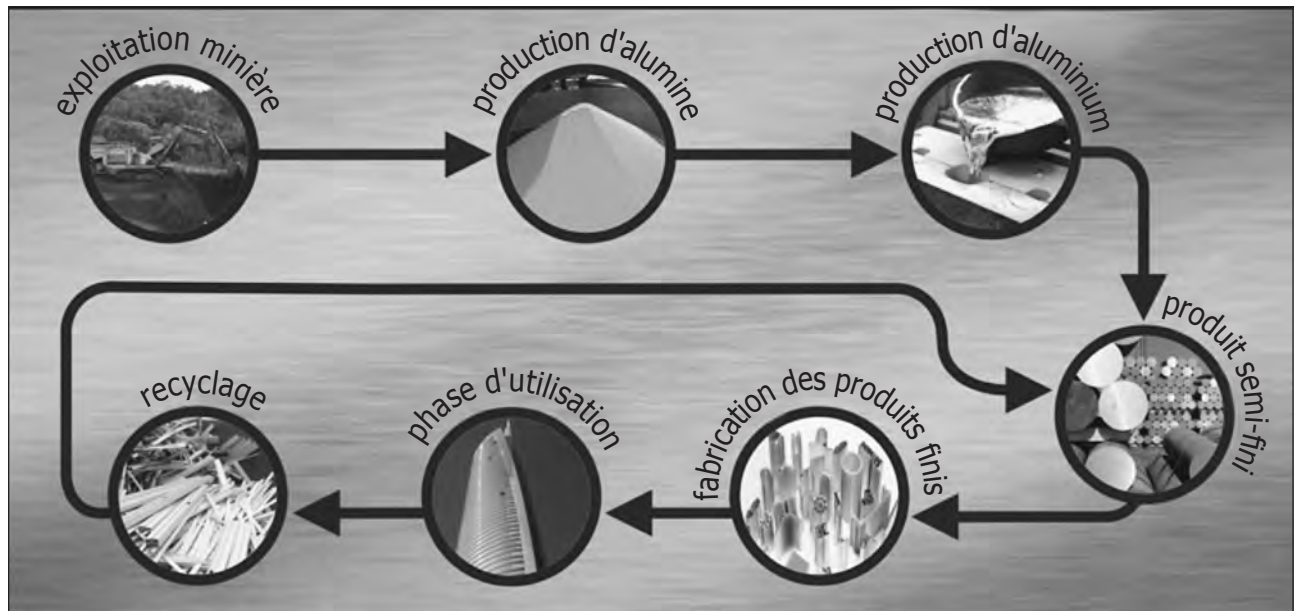 exploitation minière
production d'alumine
production d'aluminium
produit semi-fini
fabrication des produits finis
phase d'utilisation
recyclage